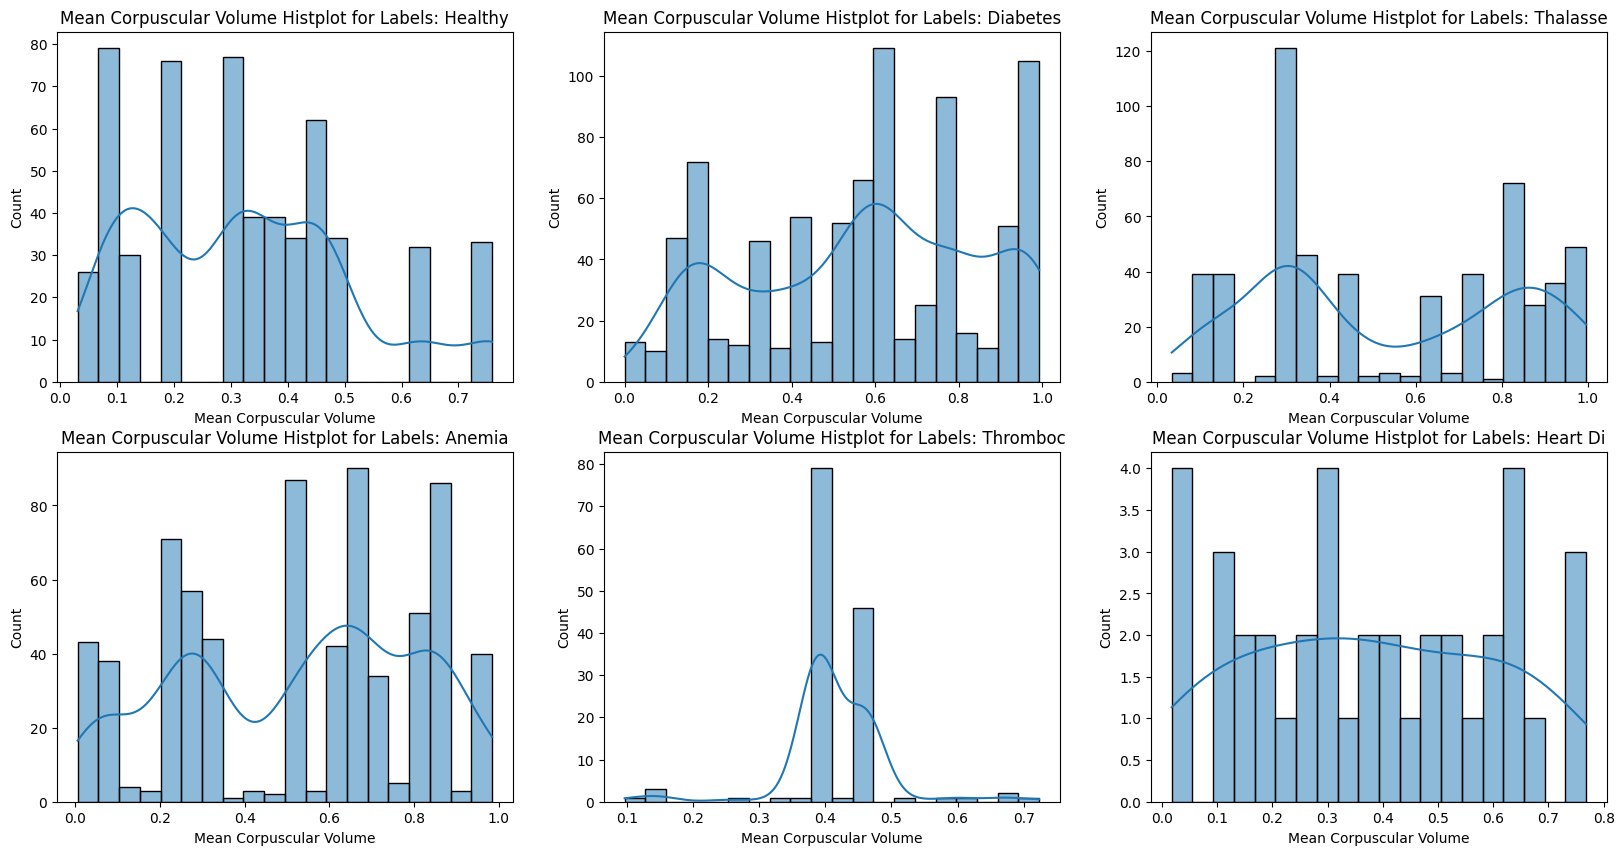 Mean Corpuscular Volume Histplot for Labels: Healthy
80
70
60
50
40
30
20
10
0
Count
0.0 0.1 0.2 0.3 0.4 0.5 0.6 0.7
Mean Corpuscular Volume
Mean Corpuscular Volume Histplot for Labels: Diabetes
100
80
60
40
20
0
Count
0.0 0.2 0.4 0.6 0.8 1.0
Mean Corpuscular Volume
Mean Corpuscular Volume Histplot for Labels: Thalasse
120
100
80
60
40
20
0
Count
0.0 0.2 0.4 0.6 0.8 1.0
Mean Corpuscular Volume
Mean Corpuscular Volume Histplot for Labels: Anemia
80
60
40
20
0
Count
0.0 0.2 0.4 0.6 0.8 1.0
Mean Corpuscular Volume
Mean Corpuscular Volume Histplot for Labels: Thromboc
80
70
60
50
40
30
20
10
0
Count
0.1 0.2 0.3 0.4 0.5 0.6 0.7
Mean Corpuscular Volume
Mean Corpuscular Volume Histplot for Labels: Heart Di
4.0
3.5
3.0
2.5
2.0
1.5
1.0
0.5
0.0
Count
0.0 0.1 0.2 0.3 0.4 0.5 0.6 0.7 0.8
Mean Corpuscular Volume